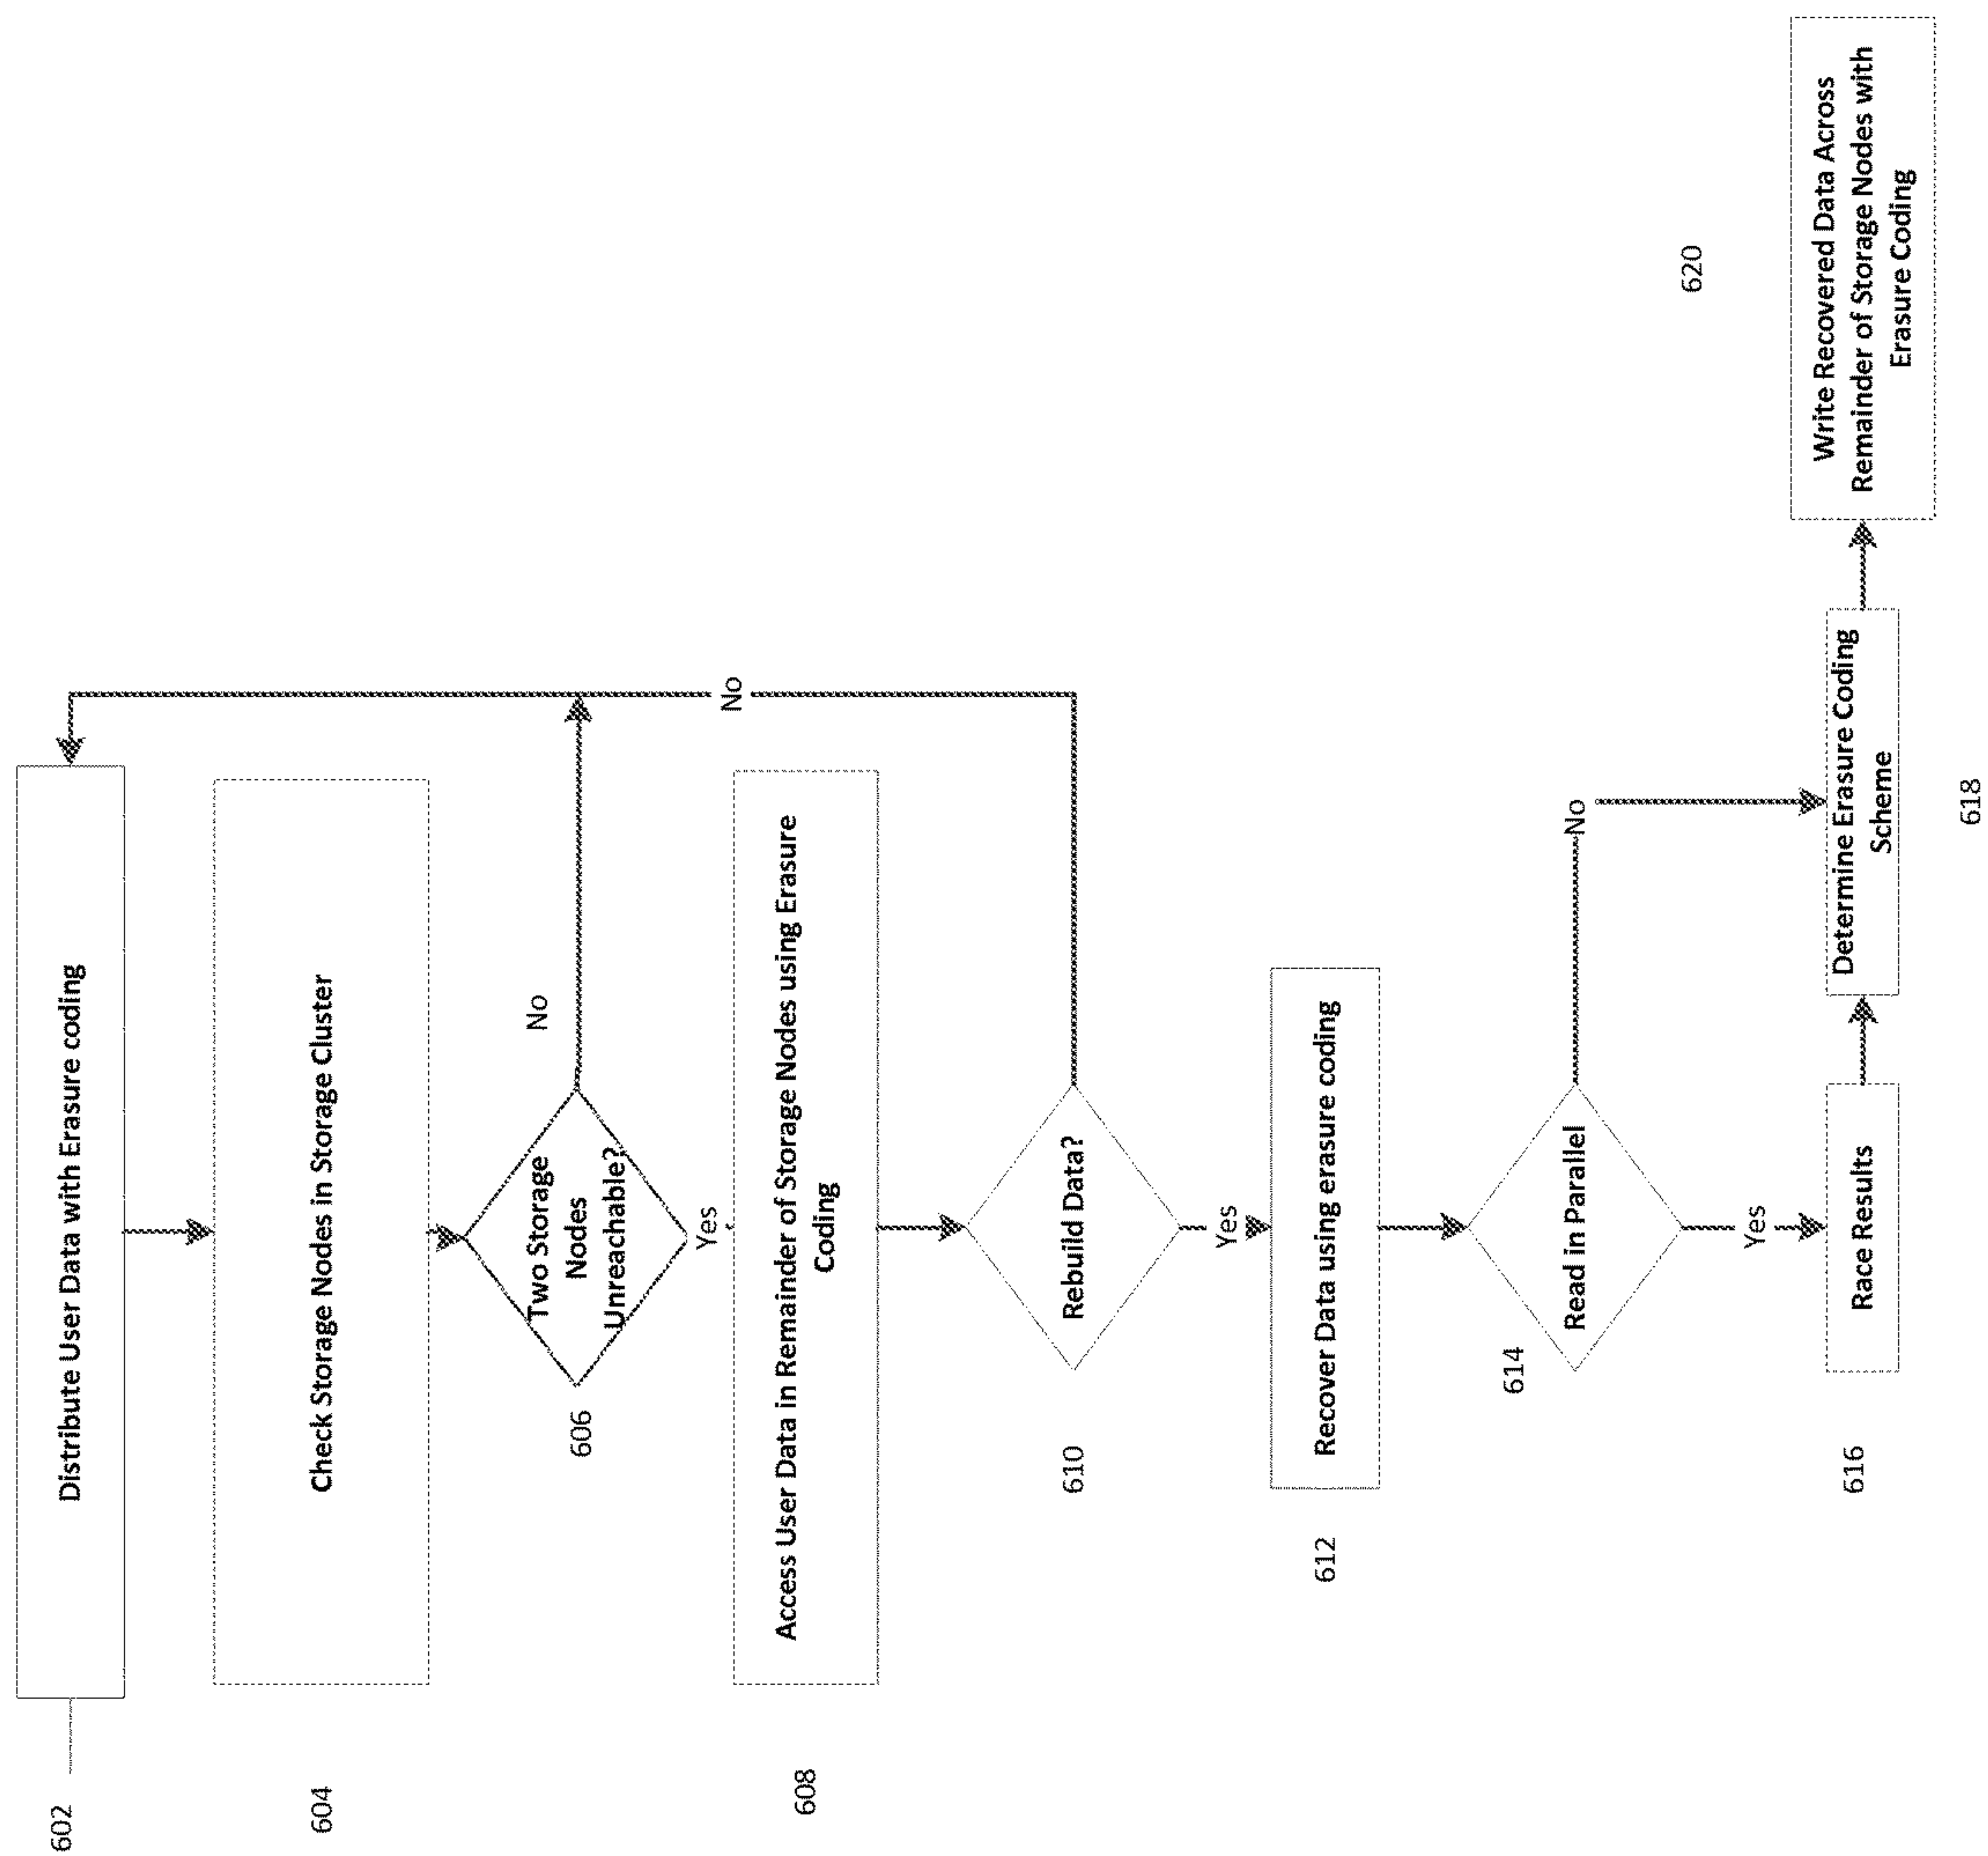 602
Distribute User Data with Erasure coding
604
Check Storage Nodes in Storage Cluster
606
Two Storage
Nodes
Unreachable?
No
Yes
608
Access User Data in Remainder of Storage Nodes using Erasure
Coding
No
610
Rebuild Data?
Yes
612
Recover Data using erasure coding
614
Read in Parallel
No
Yes
616
Race Results
Determine Erasure Coding
Scheme
618
620
Write Recovered Data Across
Remainder of Storage Nodes with
Erasure Coding